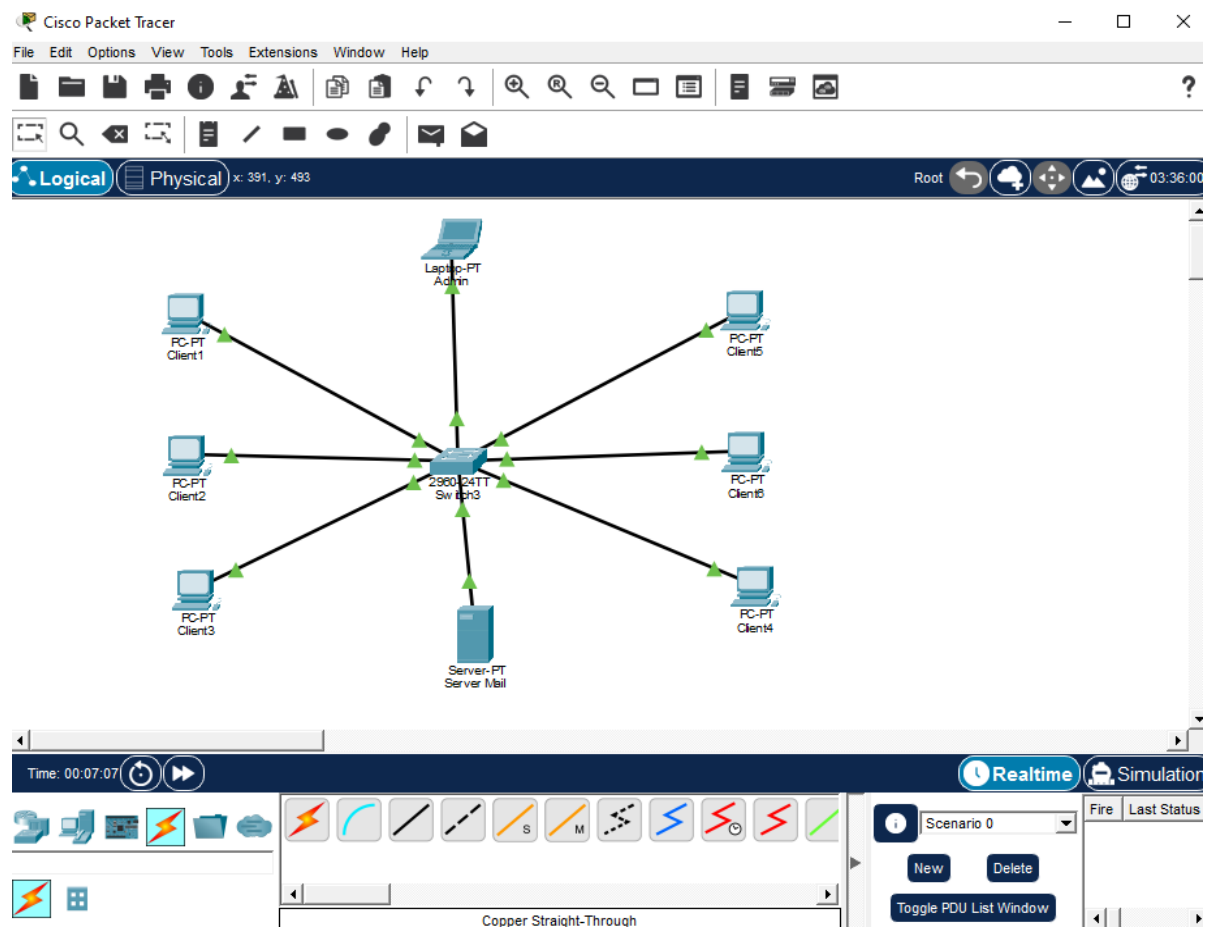 Cisco Packet Tracer
File Edit Options View Tools Extensions Window Help
?
Logical
Physical
x: 391, y: 493
Root
03:36:00
Laptop-PT
Admin
PC-PT
Client1
PC-PT
Client5
PC-PT
Client2
2960-24TT
Switch3
PC-PT
Client6
PC-PT
Client3
PC-PT
Client4
Server-PT
Server Mail
Time: 00:07:07
Realtime
Simulation
S
M
Scenario 0
Fire Last Status
New
Delete
Toggle PDU List Window
Copper Straight-Through